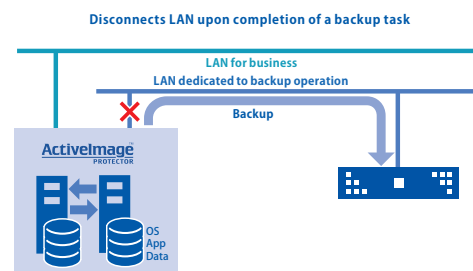 Disconnects LAN upon completion of a backup task
LAN for business
LAN dedicated to backup operation
Backup
ActiveImage™
PROTECTOR
OS
App
Data